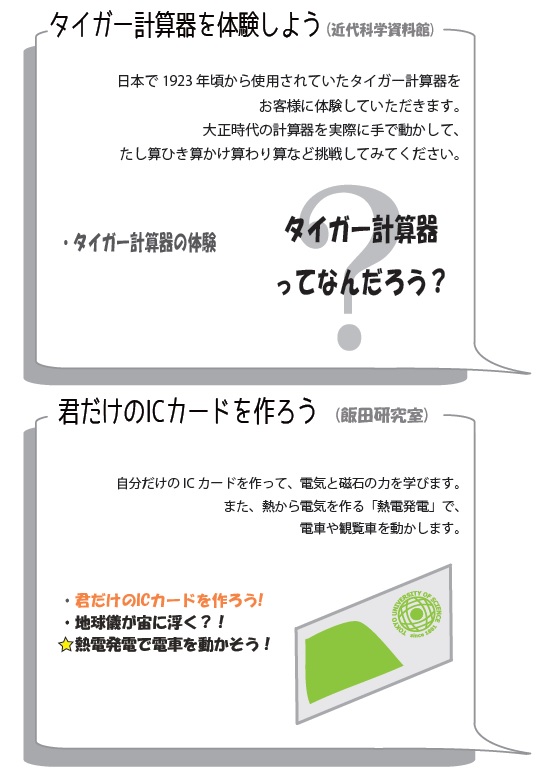 タイガー計算器を体験しよう(近代科学資料館)
日本で1923年頃から使用されていたタイガー計算器を
お客様に体験していただきます。
大正時代の計算器を実際に手で動かして、
たし算ひき算かけ算わり算など挑戦してみてください。
?
・タイガー計算器の体験
タイガー計算器
ってなんだろう？
君だけのICカードを作ろう (飯田研究室)
自分だけのICカードを作って、電気と磁石の力を学びます。
また、熱から電気を作る「熱電発電」で、
電車や観覧車を動かします。
・君だけのICカードを作ろう!
・地球儀が宙に浮く？！
☆熱電発電で電車を動かそう！
TOKYO UNIVERSITY OF SCIENCE